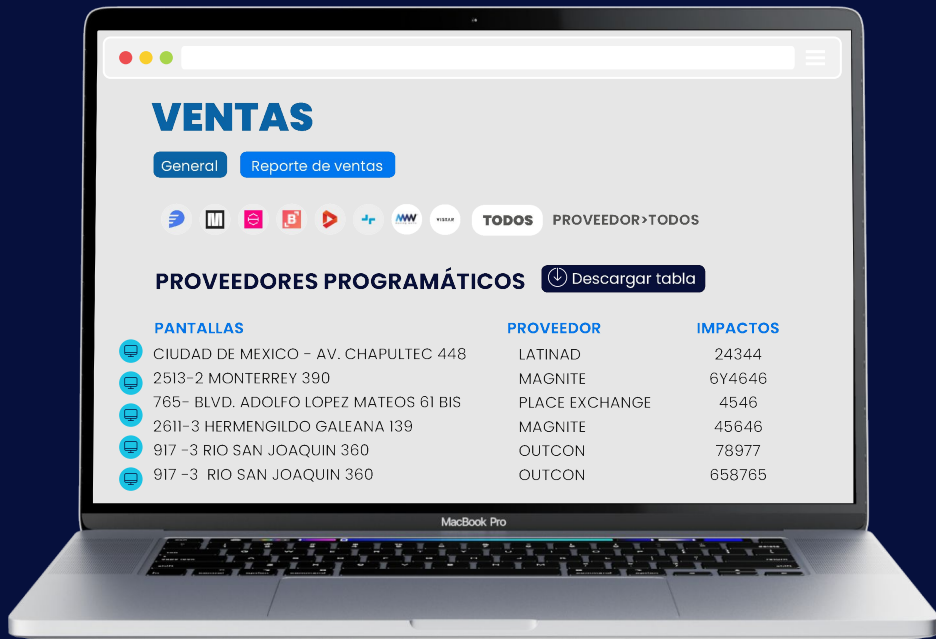 VENTAS
General Reporte de ventas
VISTAR TODOS PROVEEDOR>TODOS
PROVEEDORES PROGRAMÁTICOS Descargar tabla
PANTALLAS PROVEEDOR IMPACTOS
CIUDAD DE MEXICO - AV. CHAPULTEC 448 LATINAD 24344
2513-2 MONTERREY 390 MAGNITE 6Y4646
765- BLVD. ADOLFO LOPEZ MATEOS 61 BIS PLACE EXCHANGE 4546
2611-3 HERMENGILDO GALEANA 139 MAGNITE 45646
917 -3 RIO SAN JOAQUIN 360 OUTCON 78977
917 -3 RIO SAN JOAQUIN 360 OUTCON 658765
MacBook Pro